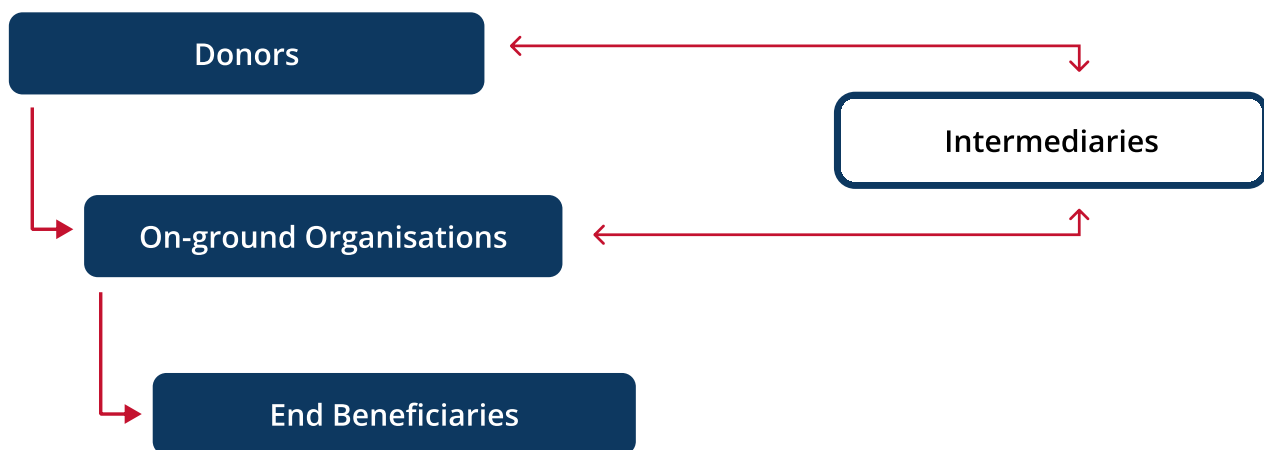 Donors
Intermediaries
On-ground Organisations
End Beneficiaries